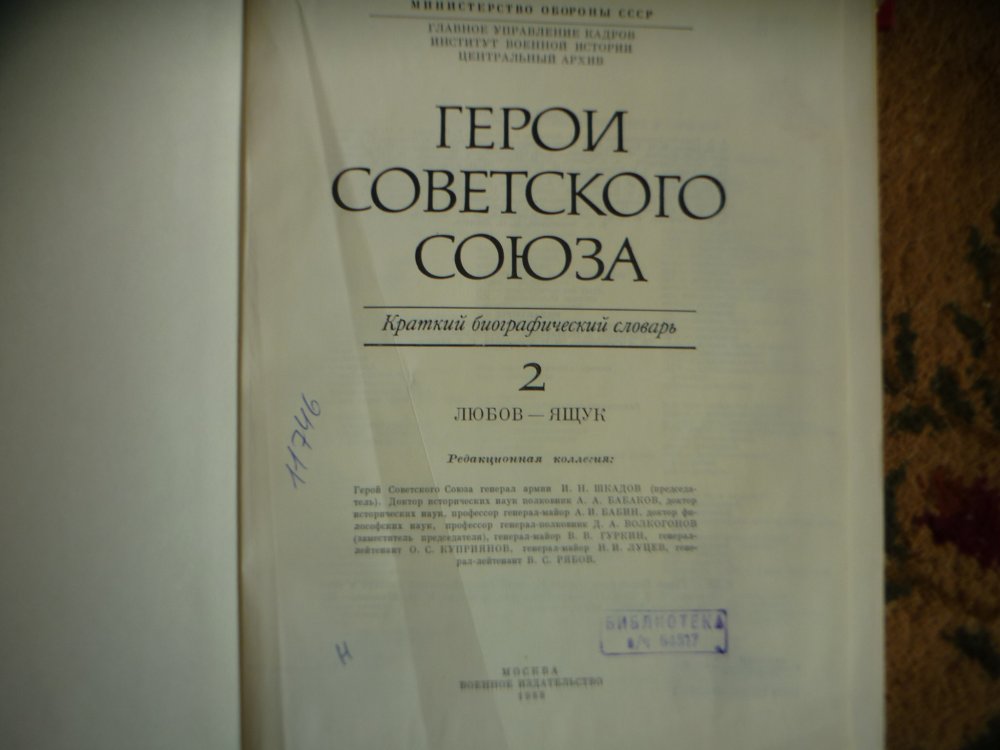 МИНИСТЕРСТВО ОБОРОНЫ СССР
ГЛАВНОЕ УПРАВЛЕНИЕ КАДРОВ
ИНСТИТУТ ВОЕННОЙ ИСТОРИИ
ЦЕНТРАЛЬНЫЙ АРХИВ
ГЕРОИ
СОВЕТСКОГО
СОЮЗА
Краткий биографический словарь
2
ЛЮБОВ — ЯЩУК
11746
Редакционная коллегия:
Герой Советского Союза генерал армии И. Н. ШКАДОВ (председа-
тель). Доктор исторических наук полковник А. А. БАБАКОВ, доктор
исторических наук, профессор генерал-майор А. И. БАБИН, доктор фи-
лософских наук, профессор генерал-полковник Д. А. ВОЛКОГОНОВ
(заместитель председателя), генерал-майор В. В. ГУРКИН, генерал-
лейтенант О. С. КУПРИЯНОВ, генерал-майор Н. И. ЛУЦЕВ, гене-
рал-лейтенант В. С. РЯБОВ.
БИБЛИОТЕКА
в/ч
Н
МОСКВА
ВОЕННОЕ ИЗДАТЕЛЬСТВО